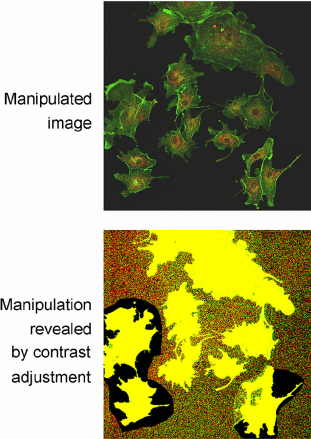 Manipulated
image
Manipulation
revealed
by contrast
adjustment